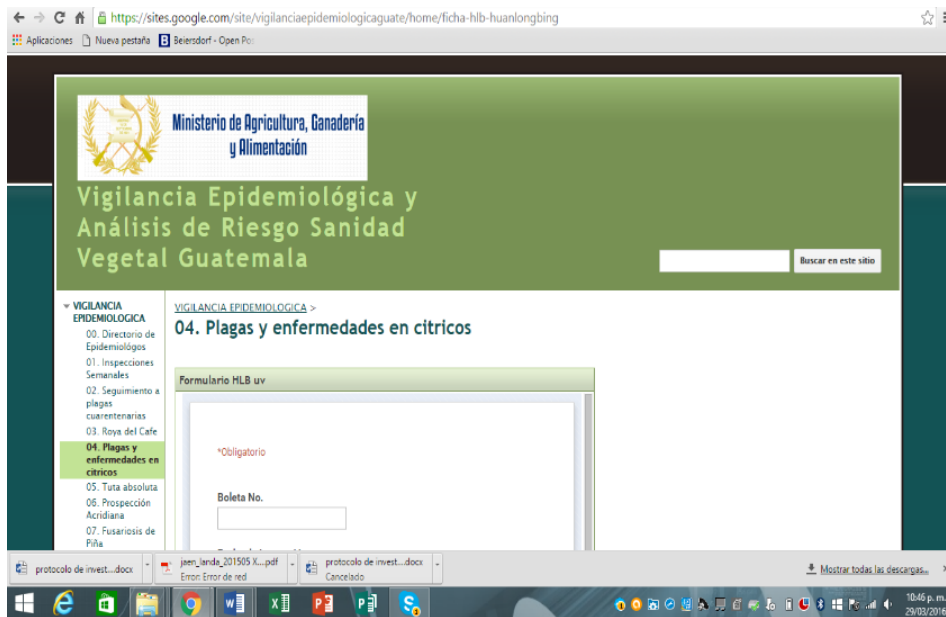 https://sites.google.com/site/vigilanciaepidemiologicaguate/home/ficha-hlb-huanlongbing
Aplicaciones Nueva pestaña Beiersdorf - Open Po
Ministerio de Agricultura, Ganadería
y Alimentación
Vigilancia Epidemiológica y
Análisis de Riesgo Sanidad
Vegetal Guatemala
Buscar en este sitio
VIGILANCIA
EPIDEMIOLOGICA
00. Directorio de
Epidemiológos
01. Inspecciones
Semanales
02. Seguimiento a
plagas
cuarentenarias
03. Roya del Cafe
04. Plagas y
enfermedades en
citricos
05. Tuta absoluta
06. Prospección
Acridiana
07. Fusariosis de
Piña
VIGILANCIA EPIDEMIOLOGICA >
04. Plagas y enfermedades en citricos
Formulario HLB uv
*Obligatorio
Boleta No.
protocolo de invest...docx
jaen_landa_201505 X....pdf
Error: Error de red
protocolo de invest...docx
Cancelado
Mostrar todas las descargas...
10:46 p. m.
29/03/2016